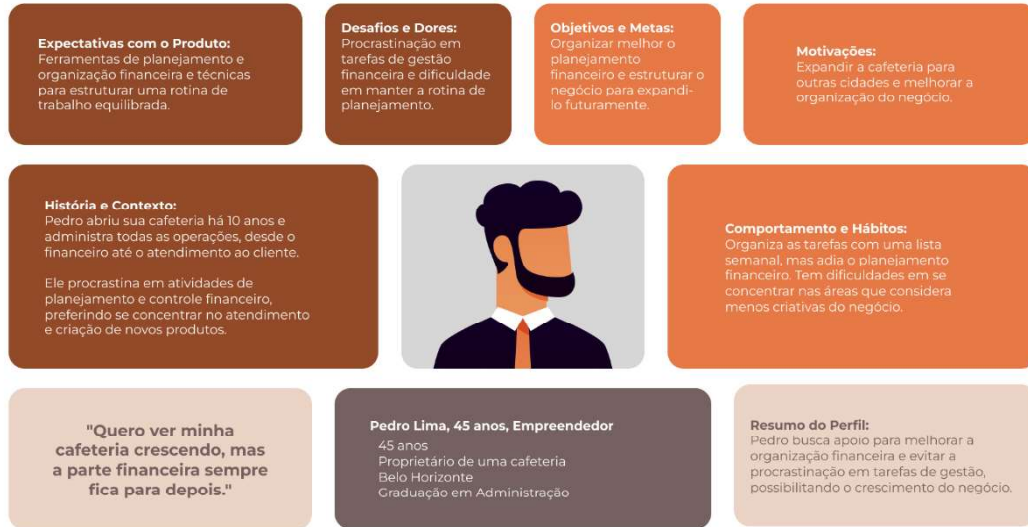 Expectativas com o Produto:
Ferramentas de planejamento e
organização financeira e técnicas
para estruturar uma rotina de
trabalho equilibrada.
Desafios e Dores:
Procrastinação em
tarefas de gestão
financeira e dificuldade
em manter a rotina de
planejamento.
Objetivos e Metas:
Organizar melhor o
planejamento
financeiro e estruturar o
negócio para expandi-
lo futuramente.
Motivações:
Expandir a cafeteria para
outras cidades e melhorar a
organização do negócio.
História e Contexto:
Pedro abriu sua cafeteria há 10 anos e
administra todas as operações, desde o
financeiro até o atendimento ao cliente.
Ele procrastina em atividades de
planejamento e controle financeiro,
preferindo se concentrar no atendimento
e criação de novos produtos.
Comportamento e Hábitos:
Organiza as tarefas com uma lista
semanal, mas adia o planejamento
financeiro. Tem dificuldades em se
concentrar nas áreas que considera
menos criativas do negócio.
"Quero ver minha
cafeteria crescendo, mas
a parte financeira sempre
fica para depois."
Pedro Lima, 45 anos, Empreendedor
45 anos
Proprietário de uma cafeteria
Belo Horizonte
Graduação em Administração
Resumo do Perfil:
Pedro busca apoio para melhorar a
organização financeira e evitar a
procrastinação em tarefas de gestão,
possibilitando o crescimento do negócio.